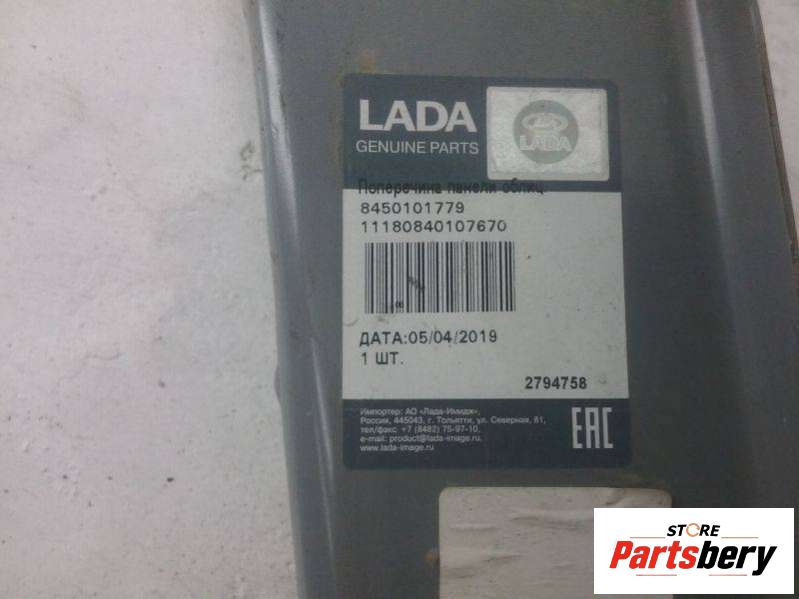 LADA
GENUINE PARTS
LADA
Поперечина панели облиц.
8450101779
11180840107670
06
ДАТА:05/04/2019
1 ШТ.
2794758
Импортер: АО «Лада-Имидж»,
Россия, 445043, г. Тольятти, ул. Северная, 81,
тел/факс +7 (8482) 75-97-10,
e-mail: product@lada-image.ru.
www.lada-image.ru
EAC
STORE
Partsbery